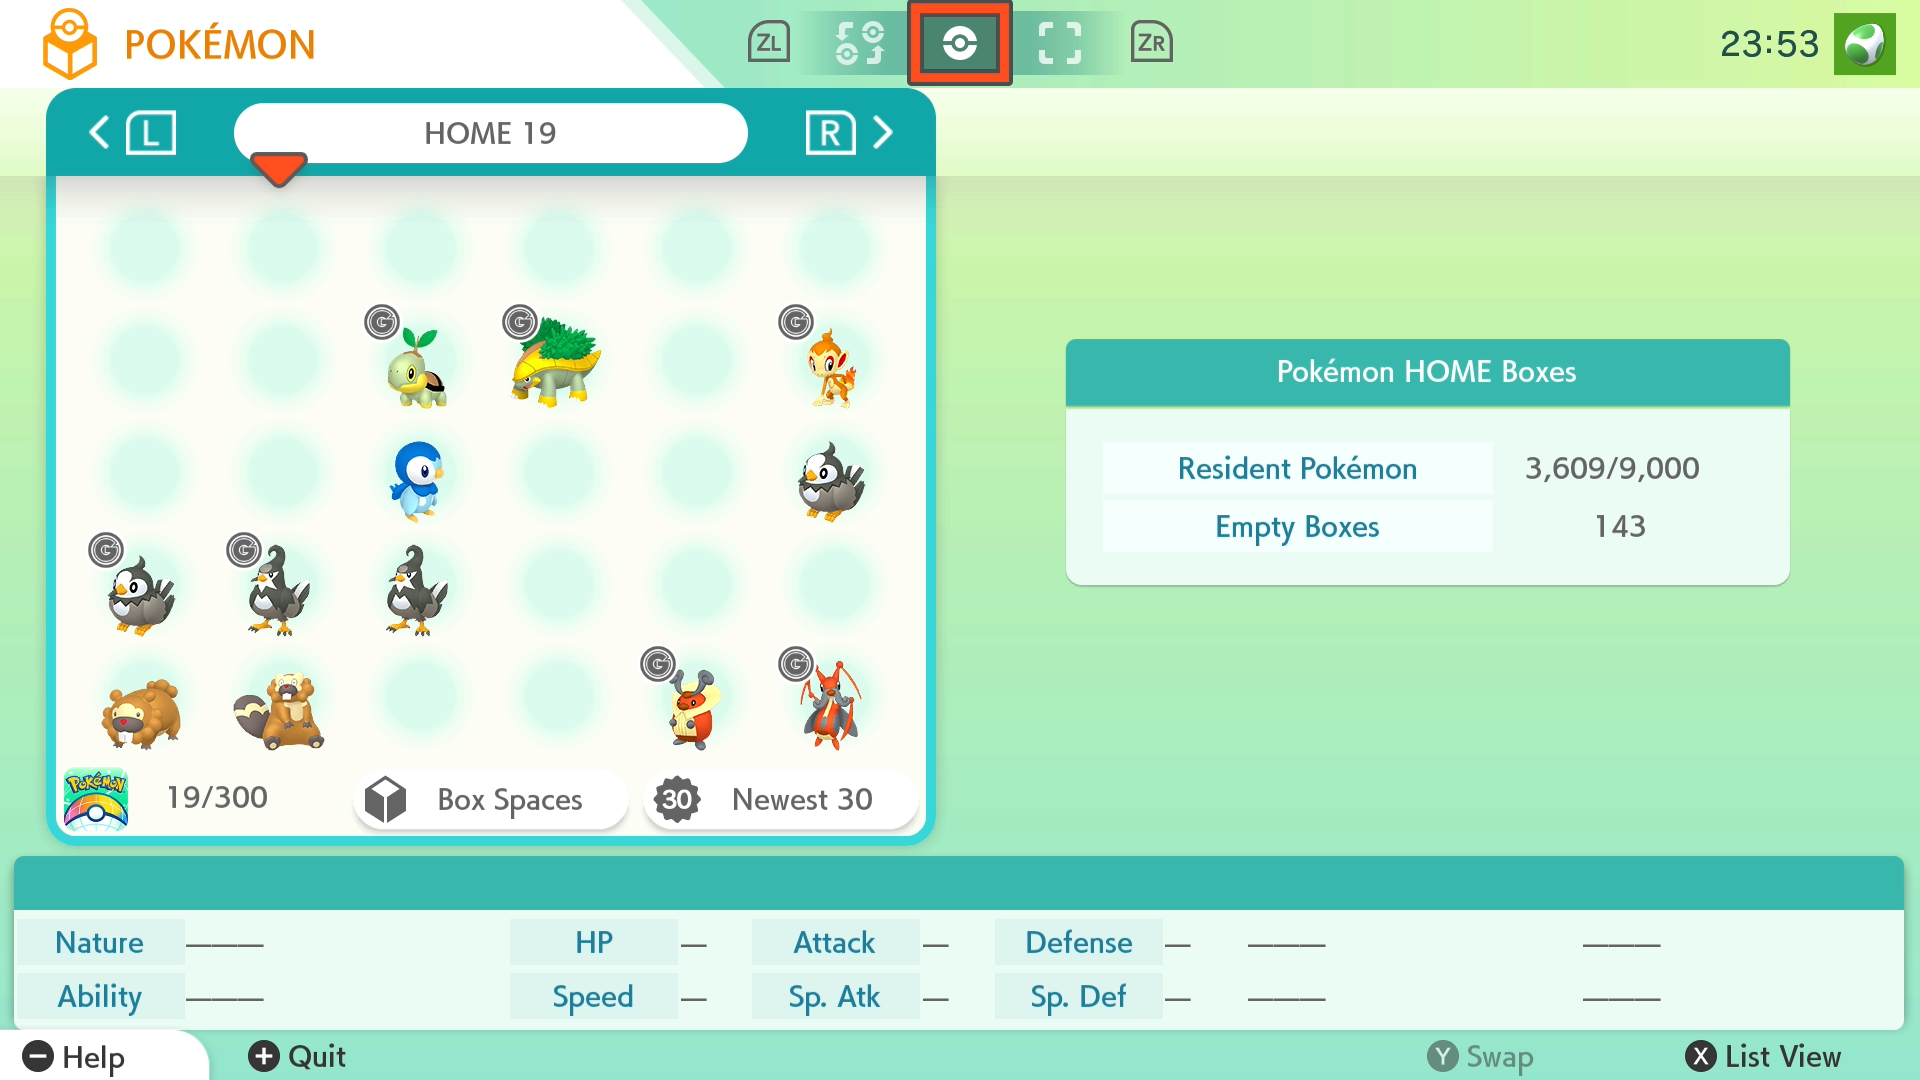 POKÉMON
ZL
ZR
23:53
L
HOME 19
R
G
G
G
Pokémon HOME Boxes
Resident Pokémon 3,609/9,000
Empty Boxes 143
G
G
G
G
Pokémon
19/300
Box Spaces
30 Newest 30
Nature ———
HP —
Attack —
Defense —
———
———
Ability ———
Speed —
Sp. Atk —
Sp. Def —
———
———
Help
+ Quit
Y Swap
X List View